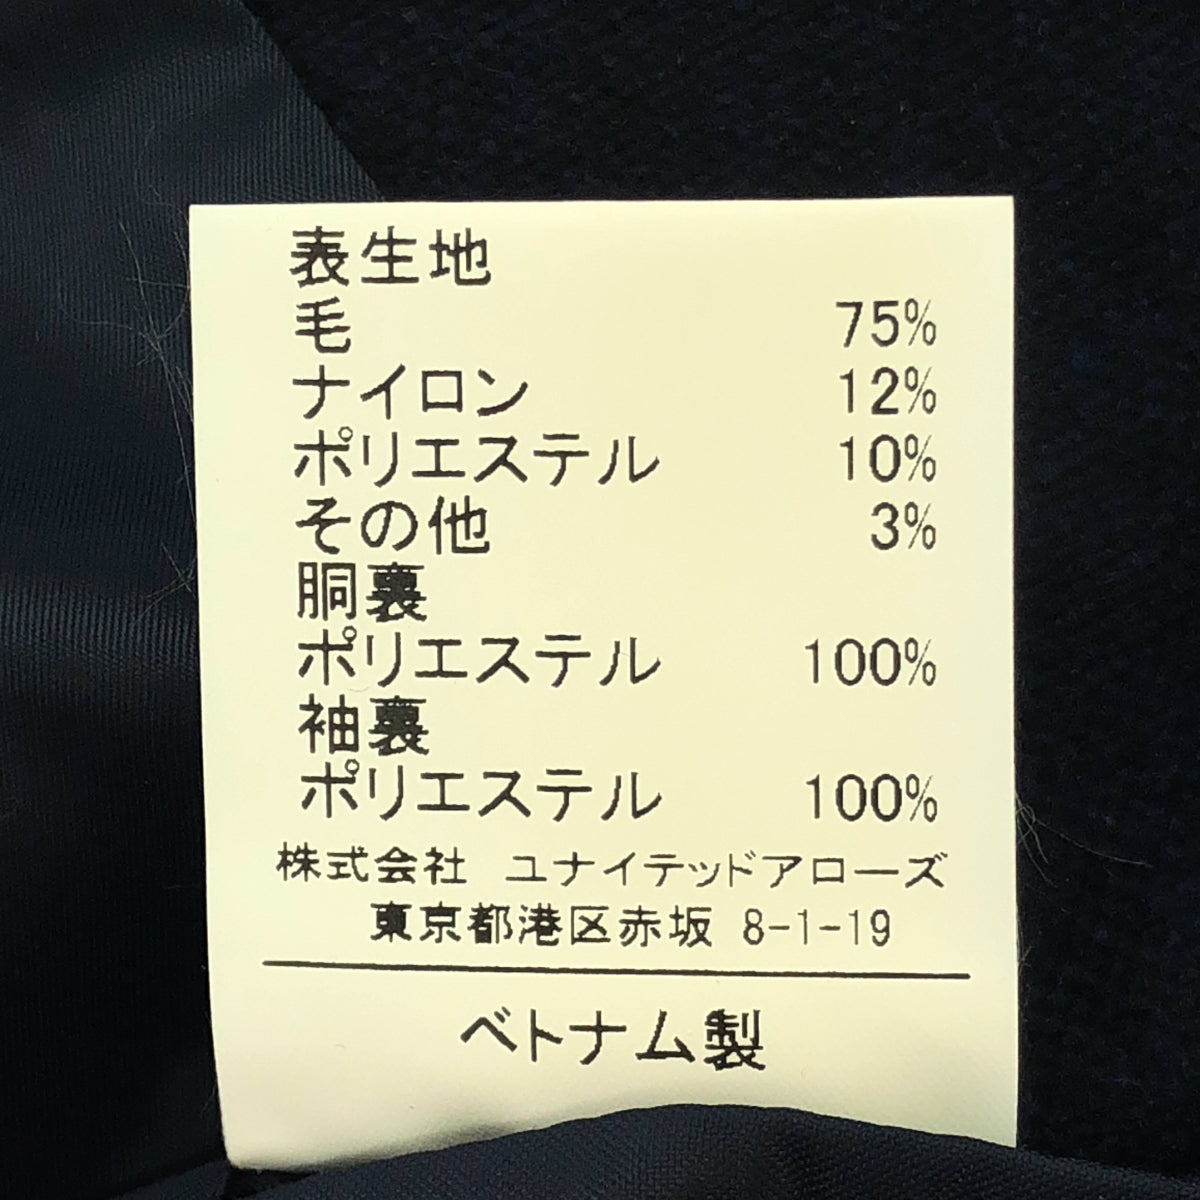 表生地
毛 75%
ナイロン 12%
ポリエステル 10%
その他 3%
胴裏
ポリエステル 100%
袖裏
ポリエステル 100%
株式会社 ユナイテッドアローズ
東京都港区赤坂 8-1-19
ベトナム製